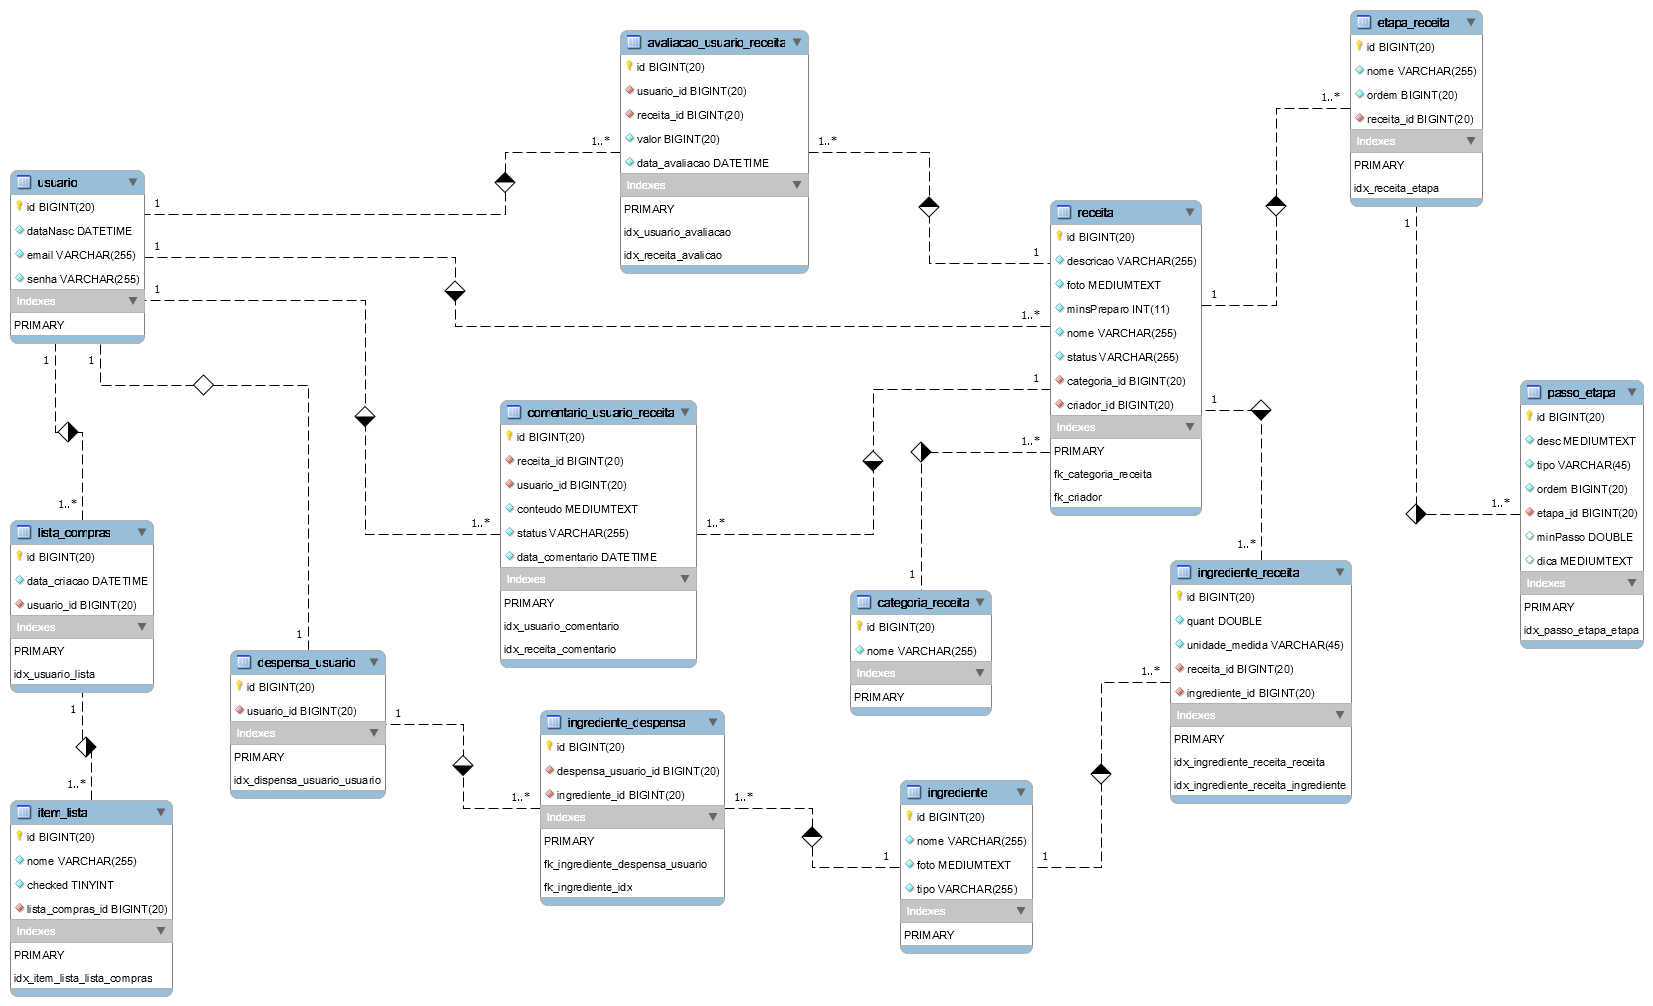 etapa_receita
id BIGINT(20)
nome VARCHAR(255)
ordem BIGINT(20)
receita_id BIGINT(20)
Indexes
PRIMARY
idx_receita_etapa
1..*
1
avaliacao_usuario_receita
id BIGINT(20)
usuario_id BIGINT(20)
receita_id BIGINT(20)
valor BIGINT(20)
data_avaliacao DATETIME
Indexes
PRIMARY
idx_usuario_avaliacao
idx_receita_avalicao
1..*
1..*
usuario
id BIGINT(20)
dataNasc DATETIME
email VARCHAR(255)
senha VARCHAR(255)
Indexes
PRIMARY
1
1
1
1
1
receita
id BIGINT(20)
descricao VARCHAR(255)
foto MEDIUMTEXT
minsPreparo INT(11)
nome VARCHAR(255)
status VARCHAR(255)
categoria_id BIGINT(20)
criador_id BIGINT(20)
Indexes
PRIMARY
fk_categoria_receita
fk_criador
1
1..*
1
1..*
1
1
passo_etapa
id BIGINT(20)
desc MEDIUMTEXT
tipo VARCHAR(45)
ordem BIGINT(20)
etapa_id BIGINT(20)
minPasso DOUBLE
dica MEDIUMTEXT
Indexes
PRIMARY
idx_passo_etapa_etapa
1..*
comentario_usuario_receita
id BIGINT(20)
receita_id BIGINT(20)
usuario_id BIGINT(20)
conteudo MEDIUMTEXT
status VARCHAR(255)
data_comentario DATETIME
Indexes
PRIMARY
idx_usuario_comentario
idx_receita_comentario
1..*
1..*
1..*
lista_compras
id BIGINT(20)
data_criacao DATETIME
usuario_id BIGINT(20)
Indexes
PRIMARY
idx_usuario_lista
1
1..*
1
categoria_receita
id BIGINT(20)
nome VARCHAR(255)
Indexes
PRIMARY
1..*
ingrediente_receita
id BIGINT(20)
quant DOUBLE
unidade_medida VARCHAR(45)
receita_id BIGINT(20)
ingrediente_id BIGINT(20)
Indexes
PRIMARY
idx_ingrediente_receita_receita
idx_ingrediente_receita_ingrediente
1..*
1
despensa_usuario
id BIGINT(20)
usuario_id BIGINT(20)
Indexes
PRIMARY
idx_dispensa_usuario_usuario
1
ingrediente_despensa
id BIGINT(20)
despensa_usuario_id BIGINT(20)
ingrediente_id BIGINT(20)
Indexes
PRIMARY
fk_ingrediente_despensa_usuario
fk_ingrediente_idx
1..*
1..*
ingrediente
id BIGINT(20)
nome VARCHAR(255)
foto MEDIUMTEXT
tipo VARCHAR(255)
Indexes
PRIMARY
1
1
item_lista
id BIGINT(20)
nome VARCHAR(255)
checked TINYINT
lista_compras_id BIGINT(20)
Indexes
PRIMARY
idx_item_lista_lista_compras